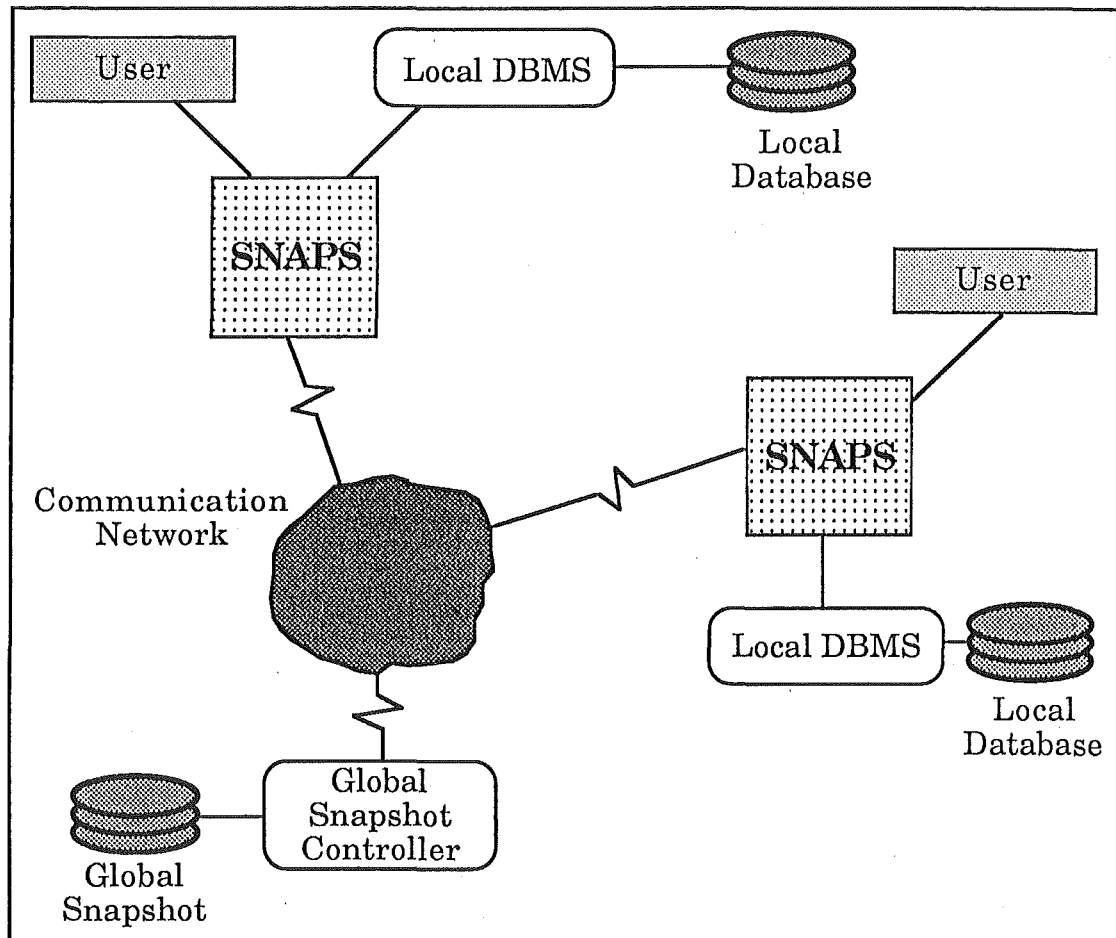 User
Local DBMS
Local
Database
SNAPS
User
SNAPS
Communication
Network
Local DBMS
Local
Database
Global
Snapshot
Controller
Global
Snapshot